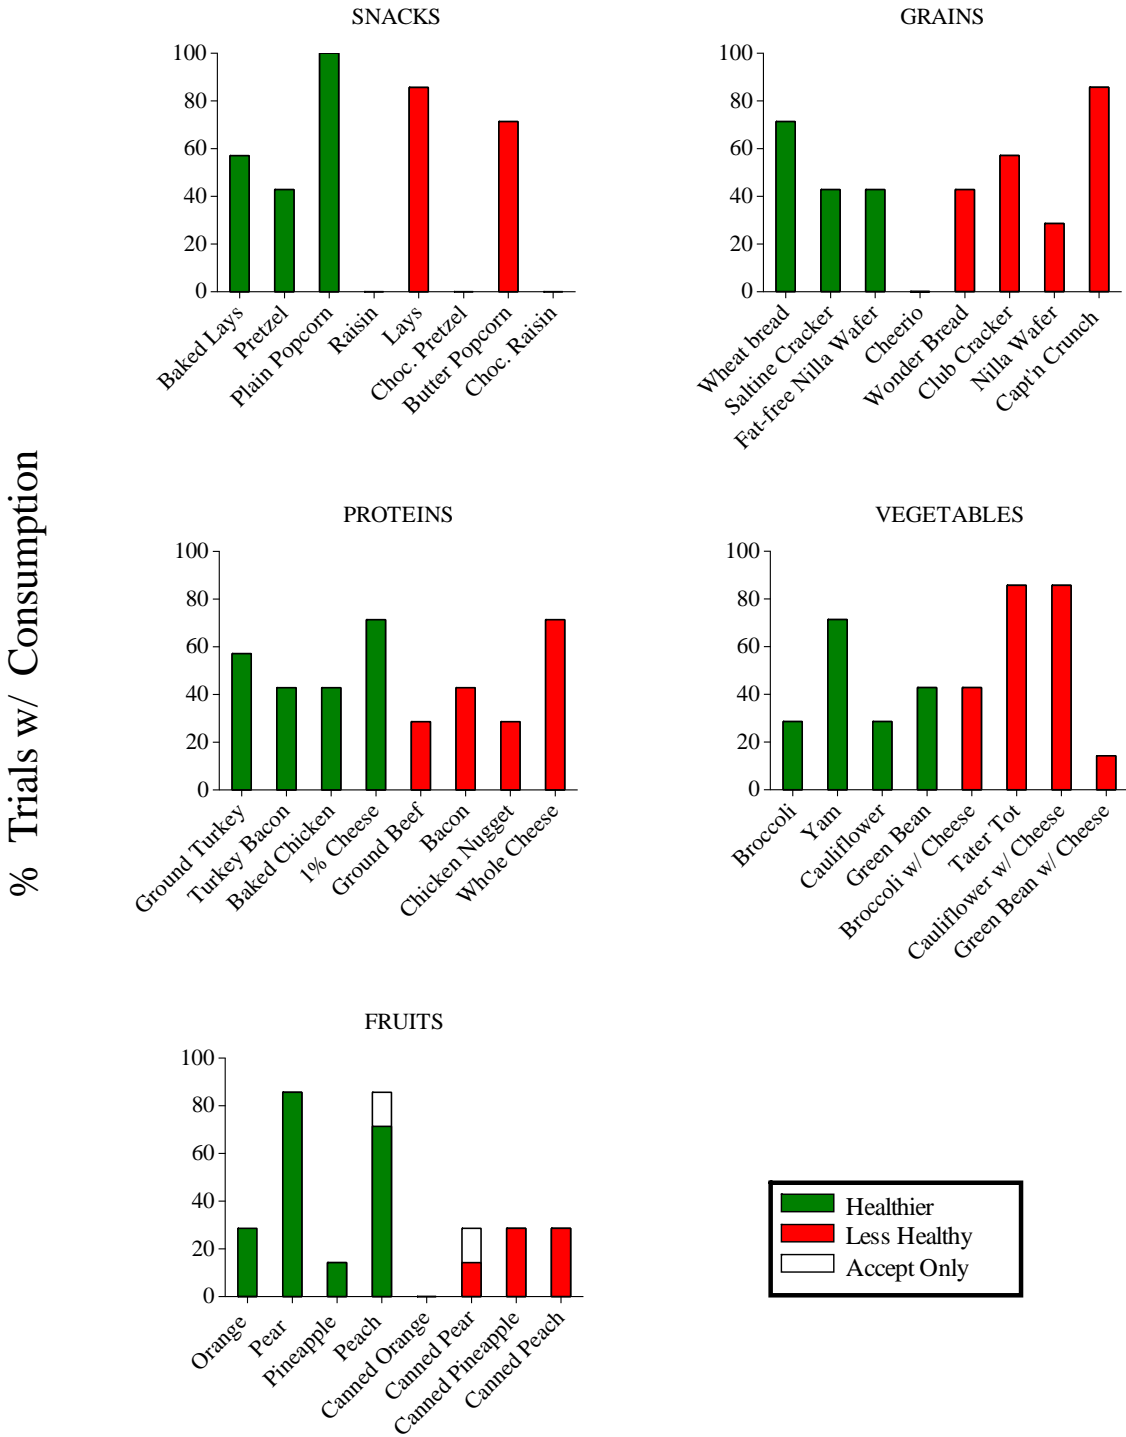 % Trials w/ Consumption
SNACKS
100
80
60
40
20
0
Baked Lays
Pretzel
Plain Popcorn
Raisin
Lays
Choc. Pretzel
Butter Popcorn
Choc. Raisin
GRAINS
100
80
60
40
20
0
Wheat bread
Saltine Cracker
Fat-free Nilla Wafer
Cheerio
Wonder Bread
Club Cracker
Nilla Wafer
Capt'n Crunch
PROTEINS
100
80
60
40
20
0
Ground Turkey
Turkey Bacon
Baked Chicken
1% Cheese
Ground Beef
Bacon
Chicken Nugget
Whole Cheese
VEGETABLES
100
80
60
40
20
0
Broccoli
Yam
Cauliflower
Green Bean
Broccoli w/ Cheese
Tater Tot
Cauliflower w/ Cheese
Green Bean w/ Cheese
FRUITS
100
80
60
40
20
0
Orange
Pear
Pineapple
Peach
Canned Orange
Canned Pear
Canned Pineapple
Canned Peach
Healthier
Less Healthy
Accept Only